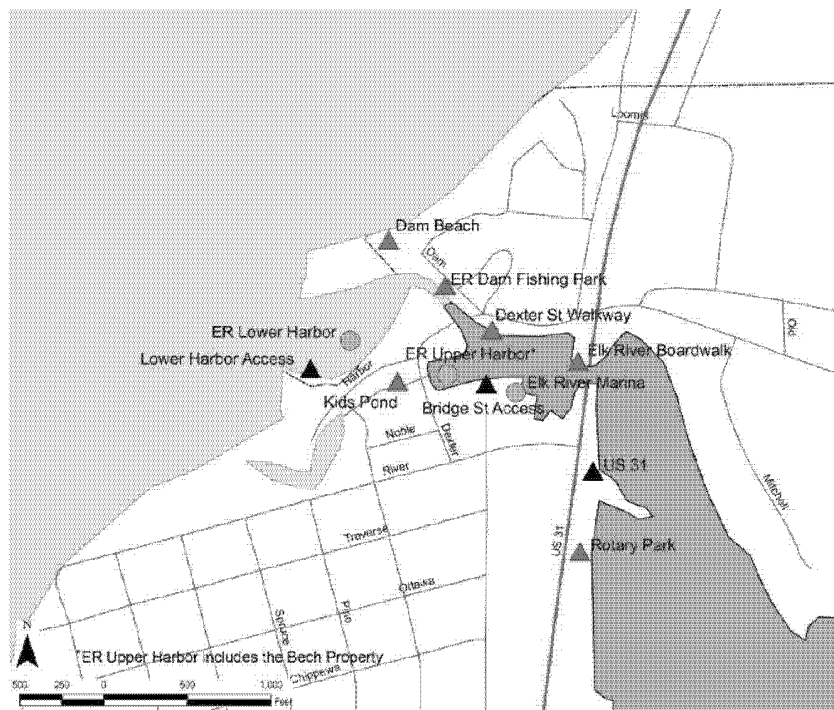 Loomis
Dam Beach
Dam
ER Dam Fishing Park
Dexter St Walkway
Old
ER Lower Harbor
ER Upper Harbor*
Elk River Boardwalk
Lower Harbor Access
Harbor
Kids Pond
Elk River Marina
Bridge St Access
Noble
Dexter
River
US 31
Mitchell
Traverse
US 31
Rotary Park
Ottawa
Spruce
Pine
N
*ER Upper Harbor includes the Bech Property
Chippewa
500 250 0 500 1,000
Feet